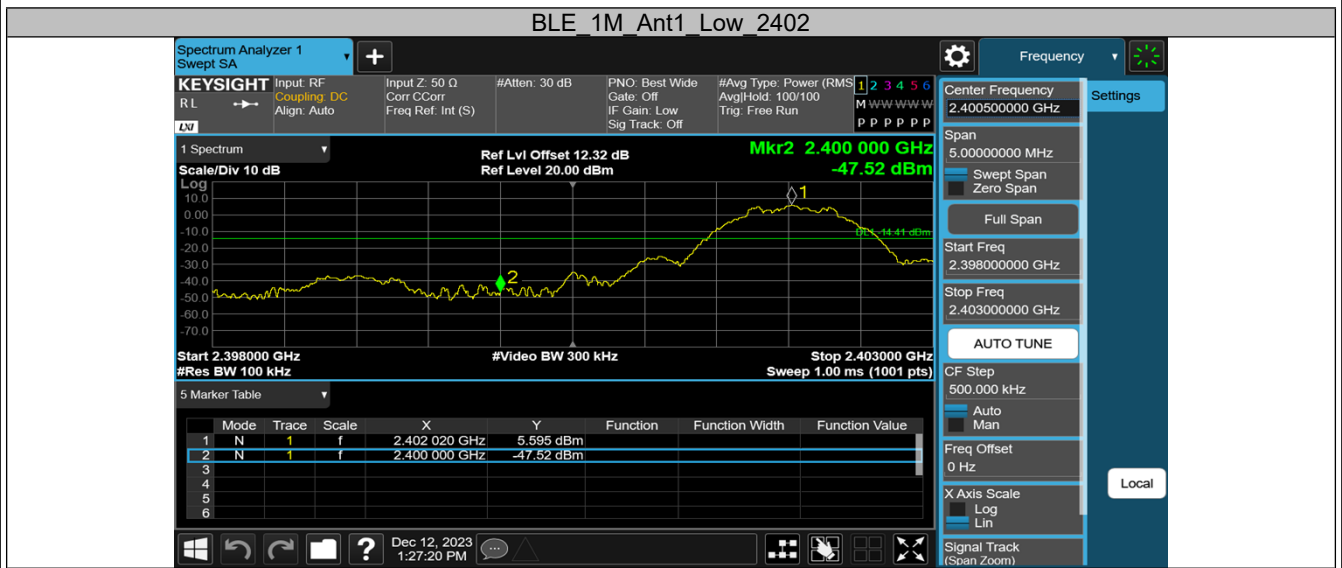 BLE_1M_Ant1_Low_2402
Spectrum Analyzer 1
Swept SA
+
Frequency
KEYSIGHT
R L
LXI
Input: RF
Coupling: DC
Align: Auto
Input Z: 50 Ω
Corr CCorr
Freq Ref: Int (S)
#Atten: 30 dB
PNO: Best Wide
Gate: Off
IF Gain: Low
Sig Track: Off
#Avg Type: Power (RMS
Avg|Hold: 100/100
Trig: Free Run
1 2 3 4 5 6
M W W W W W
P P P P P P
1 Spectrum
Scale/Div 10 dB
Ref Lvl Offset 12.32 dB
Ref Level 20.00 dBm
Mkr2 2.400 000 GHz
-47.52 dBm
Log
10.0
0.00
-10.0
-20.0
-30.0
-40.0
-50.0
-60.0
-70.0
1
DL1 -14.41 dBm
2
Start 2.398000 GHz
#Res BW 100 kHz
#Video BW 300 kHz
Stop 2.403000 GHz
Sweep 1.00 ms (1001 pts)
5 Marker Table
Mode Trace Scale X Y Function Function Width Function Value
1 N 1 f 2.402 020 GHz 5.595 dBm
2 N 1 f 2.400 000 GHz -47.52 dBm
3
4
5
6
?
Dec 12, 2023
1:27:20 PM
Center Frequency
2.400500000 GHz
Span
5.00000000 MHz
Swept Span
Zero Span
Full Span
Start Freq
2.398000000 GHz
Stop Freq
2.403000000 GHz
AUTO TUNE
CF Step
500.000 kHz
Auto
Man
Freq Offset
0 Hz
X Axis Scale
Log
Lin
Signal Track
(Span Zoom)
Settings
Local